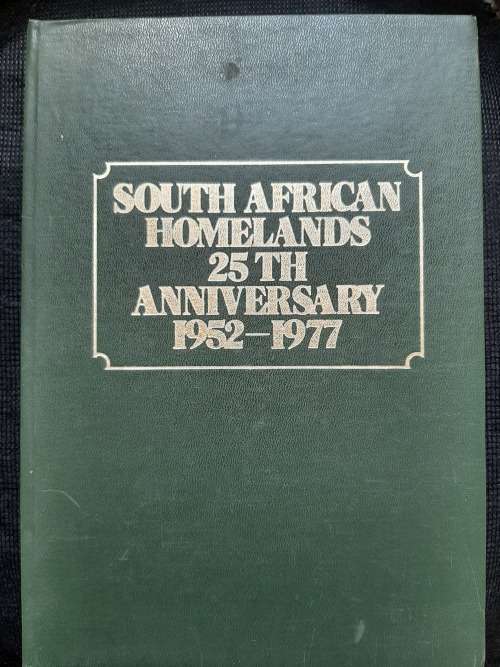 SOUTH AFRICAN
HOMELANDS
25 TH
ANNIVERSARY
1952–1977